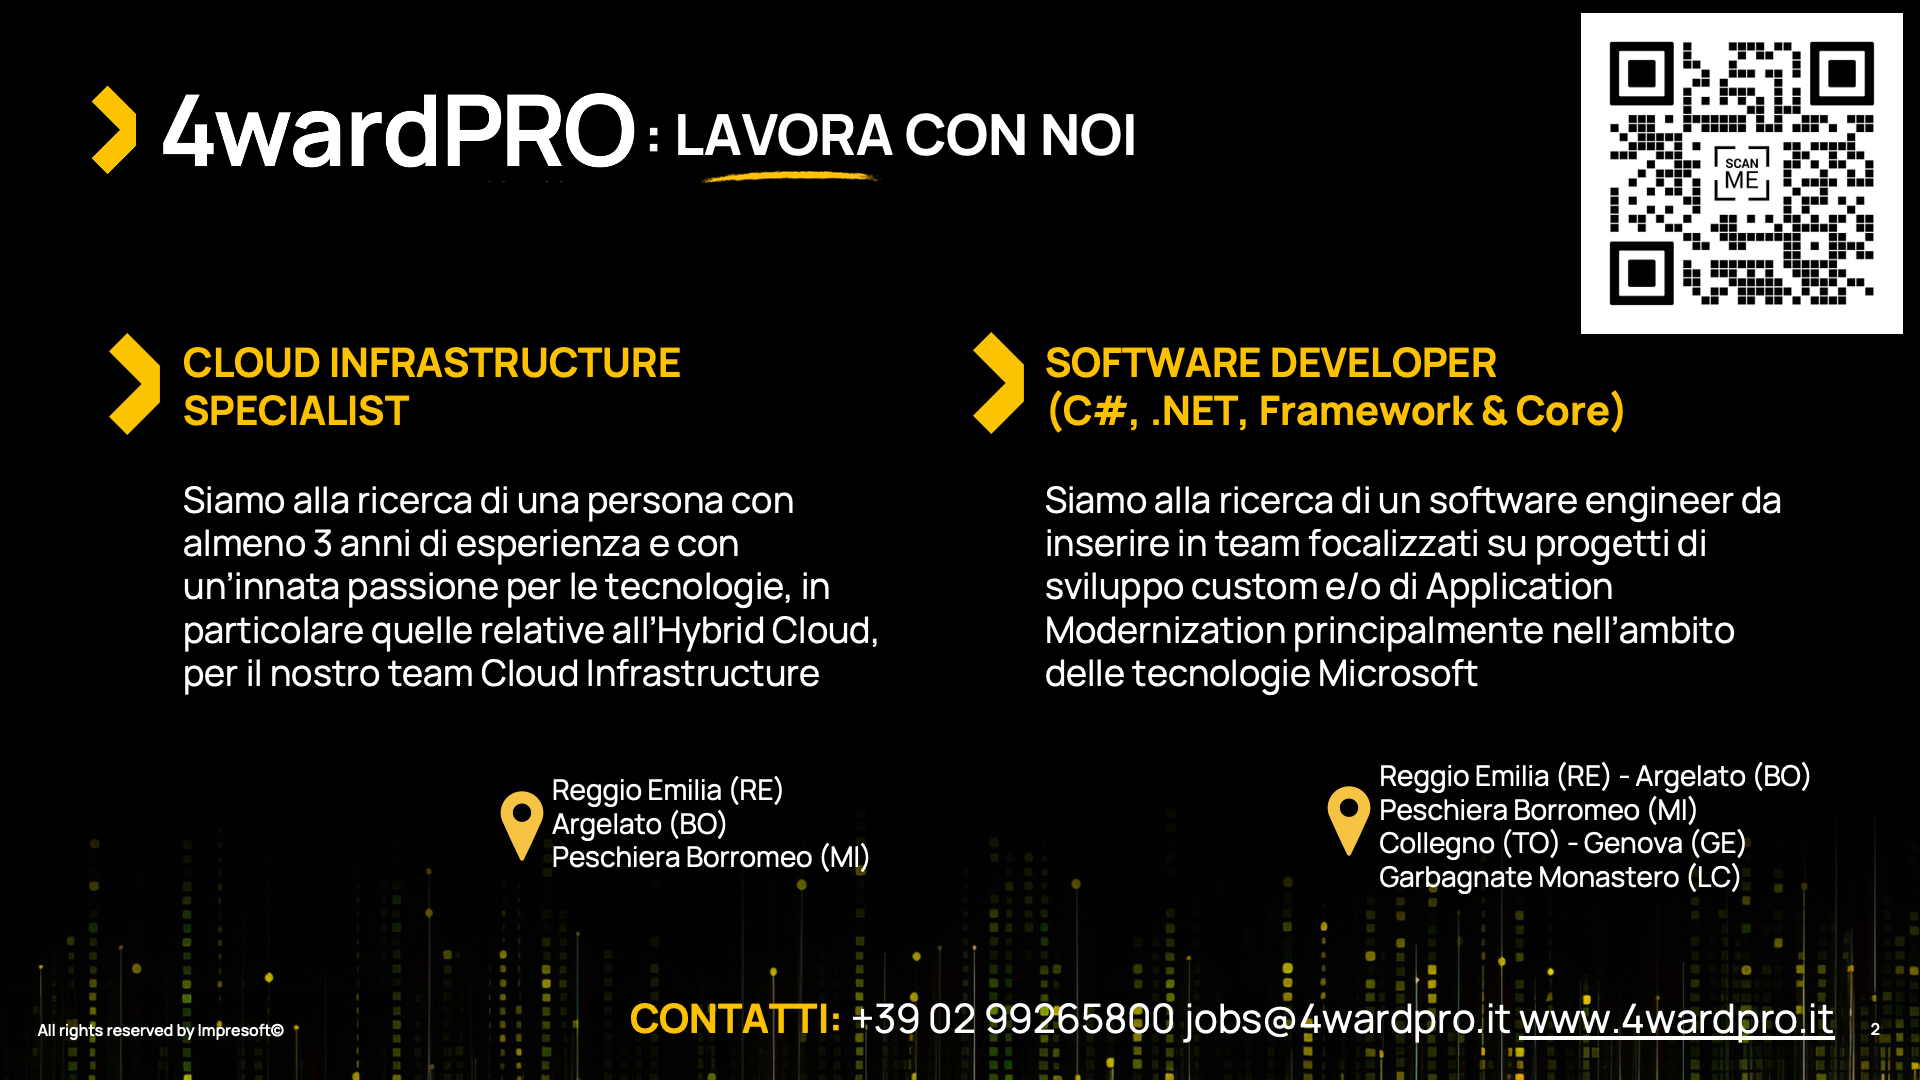 4wardPRO : LAVORA CON NOI
SCAN
ME
CLOUD INFRASTRUCTURE
SPECIALIST
Siamo alla ricerca di una persona con
almeno 3 anni di esperienza e con
un’innata passione per le tecnologie, in
particolare quelle relative all’Hybrid Cloud,
per il nostro team Cloud Infrastructure
Reggio Emilia (RE)
Argelato (BO)
Peschiera Borromeo (MI)
SOFTWARE DEVELOPER
(C#, .NET, Framework & Core)
Siamo alla ricerca di un software engineer da
inserire in team focalizzati su progetti di
sviluppo custom e/o di Application
Modernization principalmente nell’ambito
delle tecnologie Microsoft
Reggio Emilia (RE) - Argelato (BO)
Peschiera Borromeo (MI)
Collegno (TO) - Genova (GE)
Garbagnate Monastero (LC)
CONTATTI: +39 02 99265800 jobs@4wardpro.it www.4wardpro.it
All rights reserved by Impresoft©
2